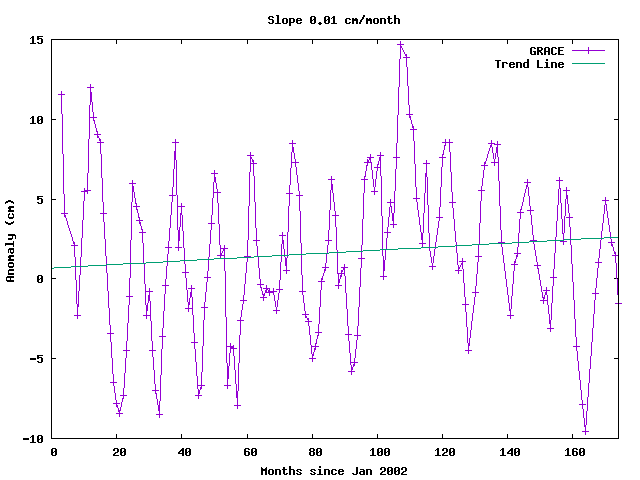 Slope 0.01 cm/month
GRACE
Trend Line
15
10
5
0
-5
-10
Anomaly (cm)
0 20 40 60 80 100 120 140 160
Months since Jan 2002